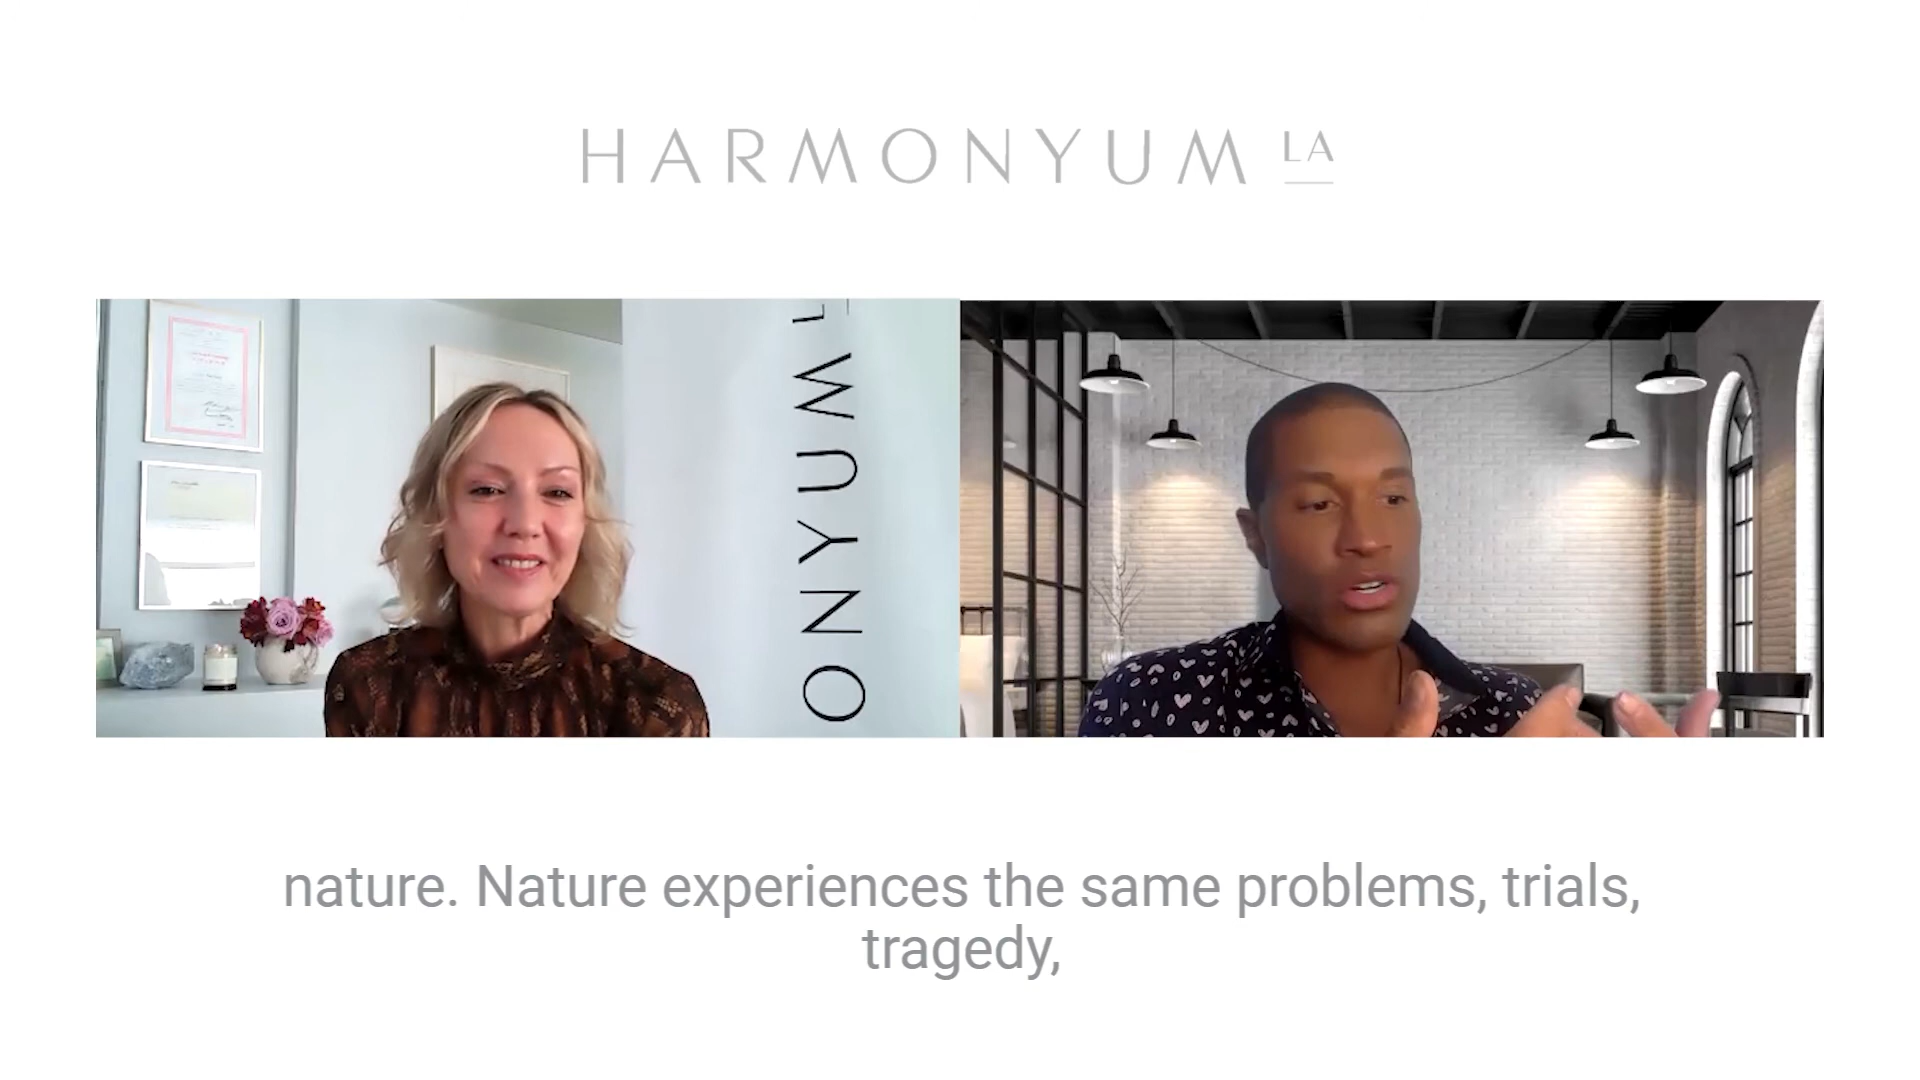 HARMONYUM LA
ONYUM L
nature. Nature experiences the same problems, trials,
tragedy,